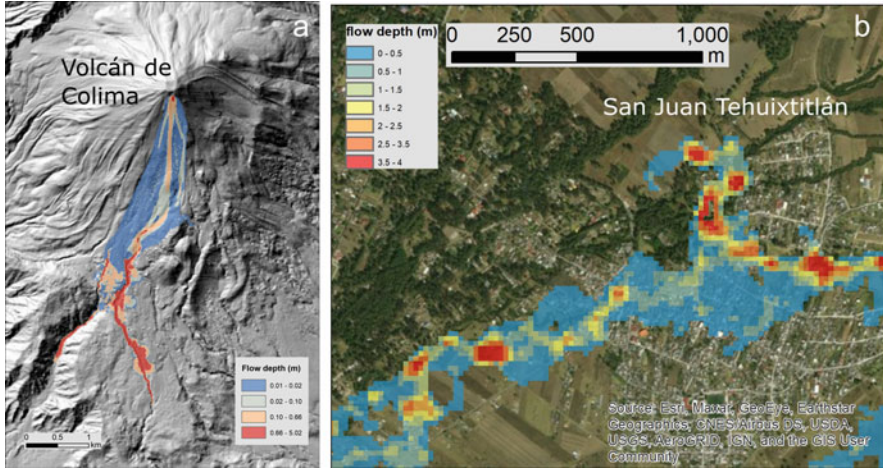 a
Volcán de
Colima
Flow depth (m)
0.01 - 0.02
0.02 - 0.10
0.10 - 0.66
0.66 - 5.02
0 0.5 1
km
b
flow depth (m)
0 - 0.5
0.5 - 1
1 - 1.5
1.5 - 2
2 - 2.5
2.5 - 3.5
3.5 - 4
0 250 500 1,000
m
San Juan Tehuixtitlán
Source: Esri, Maxar, GeoEye, Earthstar
Geographics, CNES/Airbus DS, USDA,
USGS, AeroGRID, IGN, and the GIS User
Community